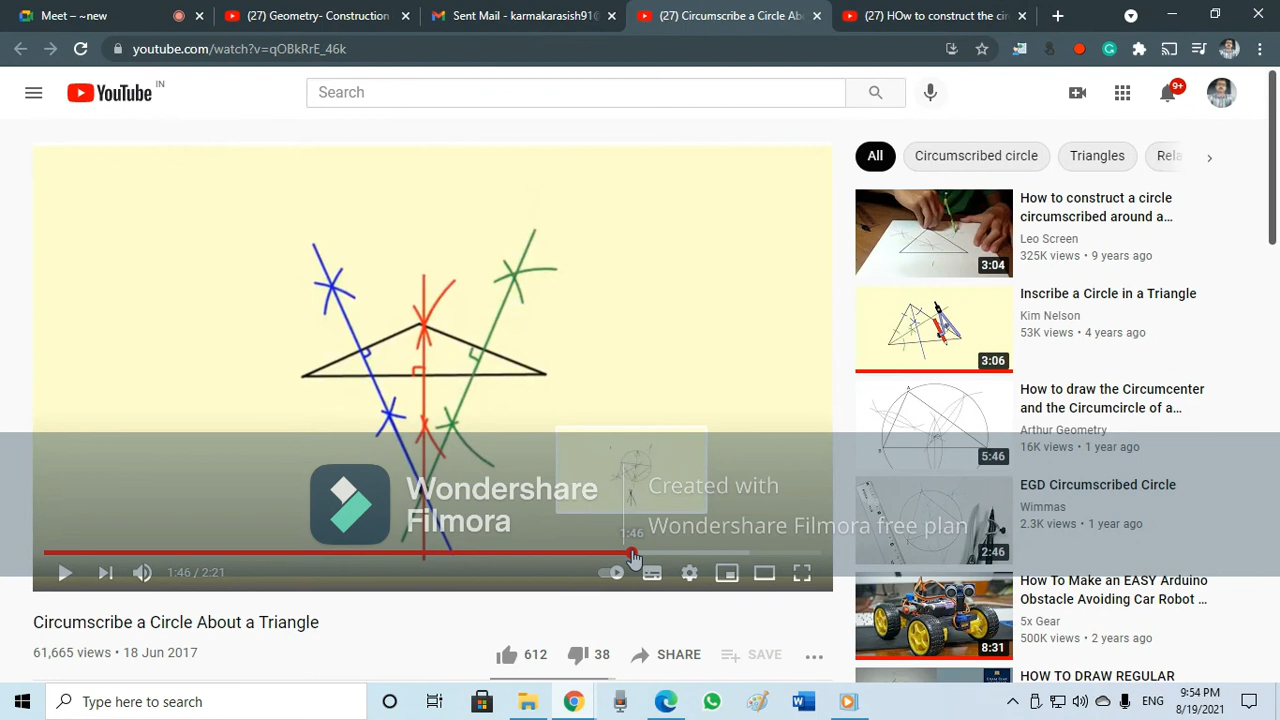 Meet – ~new
(27) Geometry - Construction
Sent Mail - karmakarasish91@
(27) Circumscribe a Circle Ab
(27) HOw to construct the cir
youtube.com/watch?v=qOBkRrE_46k
YouTube IN
Search
9+
All
Circumscribed circle
Triangles
Rela
How to construct a circle
circumscribed around a…
Leo Screen
325K views • 9 years ago
3:04
Inscribe a Circle in a Triangle
Kim Nelson
53K views • 4 years ago
3:06
How to draw the Circumcenter
and the Circumcircle of a…
Arthur Geometry
16K views • 1 year ago
5:46
EGD Circumscribed Circle
Wimmas
2.3K views • 1 year ago
2:46
How To Make an EASY Arduino
Obstacle Avoiding Car Robot …
5x Gear
500K views • 2 years ago
8:31
HOW TO DRAW REGULAR
Wondershare
Filmora
Created with
Wondershare Filmora free plan
1:46
1:46 / 2:21
Circumscribe a Circle About a Triangle
61,665 views • 18 Jun 2017
612
38
SHARE
SAVE
Type here to search
ENG
9:54 PM
8/19/2021